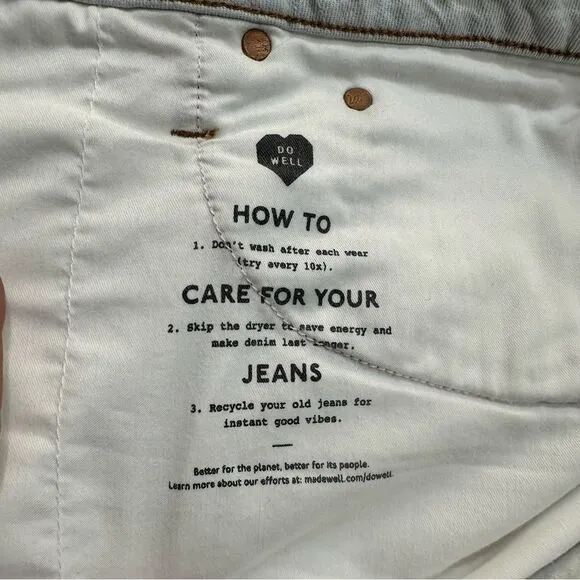 DO
WELL
HOW TO
1. Don't wash after each wear
(try every 10x).
CARE FOR YOUR
2. Skip the dryer to save energy and
make denim last longer.
JEANS
3. Recycle your old jeans for
instant good vibes.
Better for the planet, better for its people.
Learn more about our efforts at: madewell.com/dowell.